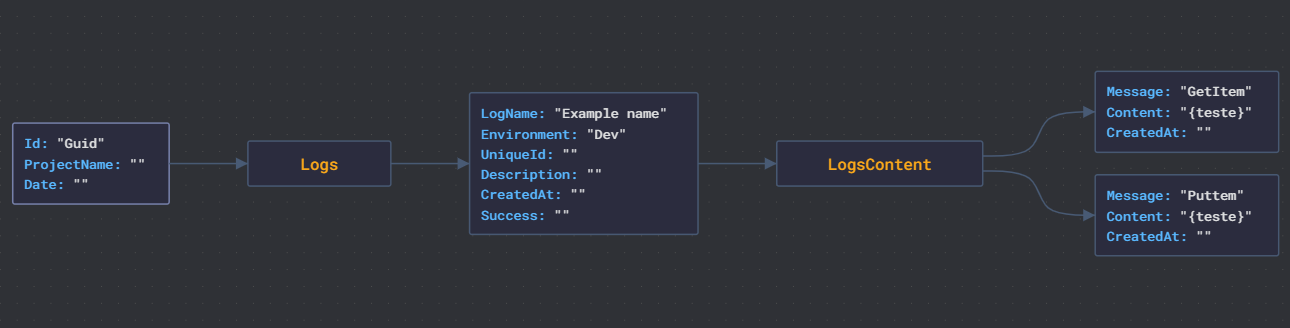 Id: "Guid"
ProjectName: ""
Date: ""
Logs
LogName: "Example name"
Environment: "Dev"
UniqueId: ""
Description: ""
CreatedAt: ""
Success: ""
LogsContent
Message: "GetItem"
Content: "{teste}"
CreatedAt: ""
Message: "Puttem"
Content: "{teste}"
CreatedAt: ""